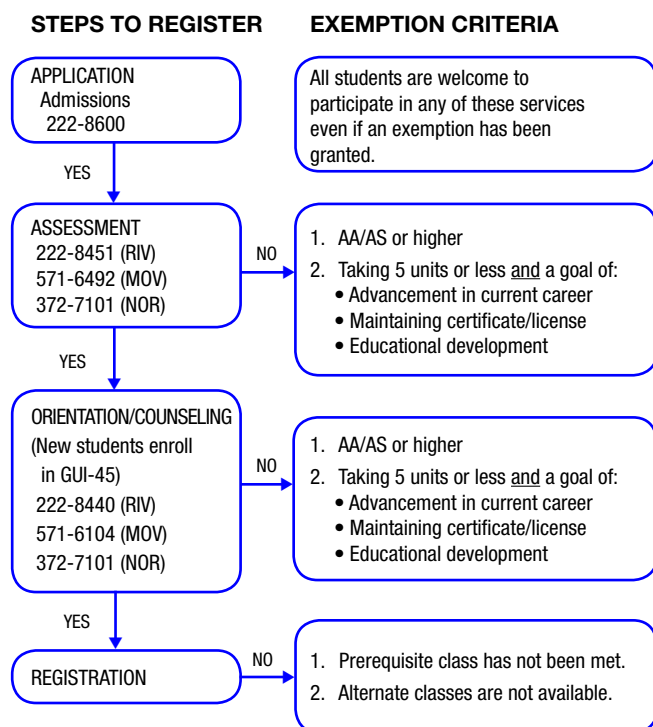 STEPS TO REGISTER
EXEMPTION CRITERIA
APPLICATION
Admissions
222-8600
All students are welcome to
participate in any of these services
even if an exemption has been
granted.
YES
ASSESSMENT
222-8451 (RIV)
571-6492 (MOV)
372-7101 (NOR)
NO
1. AA/AS or higher
2. Taking 5 units or less and a goal of:
• Advancement in current career
• Maintaining certificate/license
• Educational development
YES
ORIENTATION/COUNSELING
(New students enroll
in GUI-45)
222-8440 (RIV)
571-6104 (MOV)
372-7101 (NOR)
NO
1. AA/AS or higher
2. Taking 5 units or less and a goal of:
• Advancement in current career
• Maintaining certificate/license
• Educational development
YES
REGISTRATION
NO
1. Prerequisite class has not been met.
2. Alternate classes are not available.